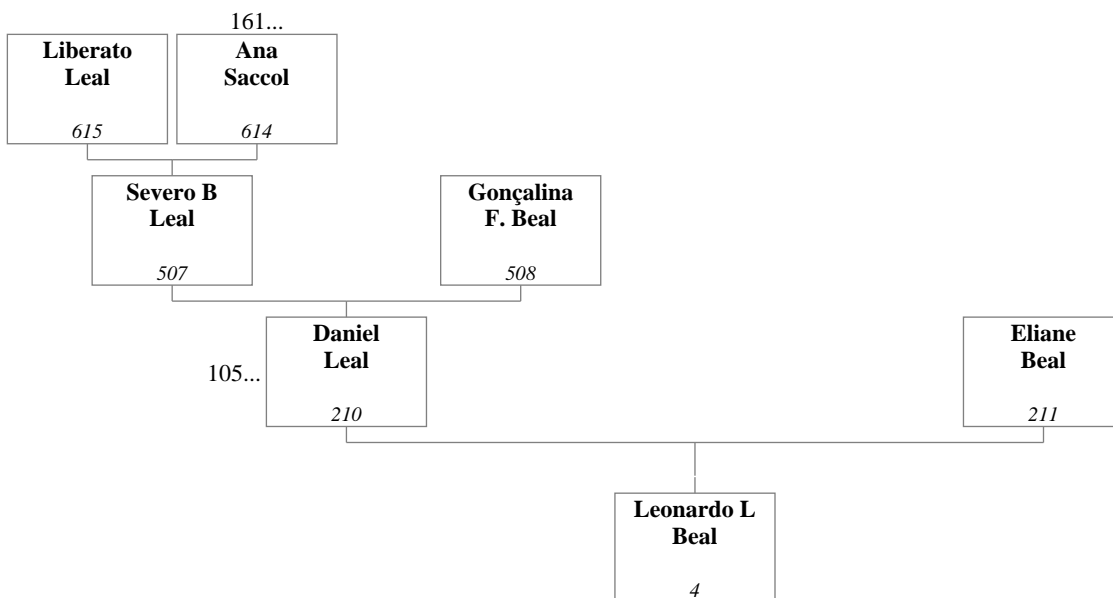 161...
Liberato
Leal
615
Ana
Saccol
614
Severo B
Leal
507
Gonçalina
F. Beal
508
105...
Daniel
Leal
210
Eliane
Beal
211
Leonardo L
Beal
4